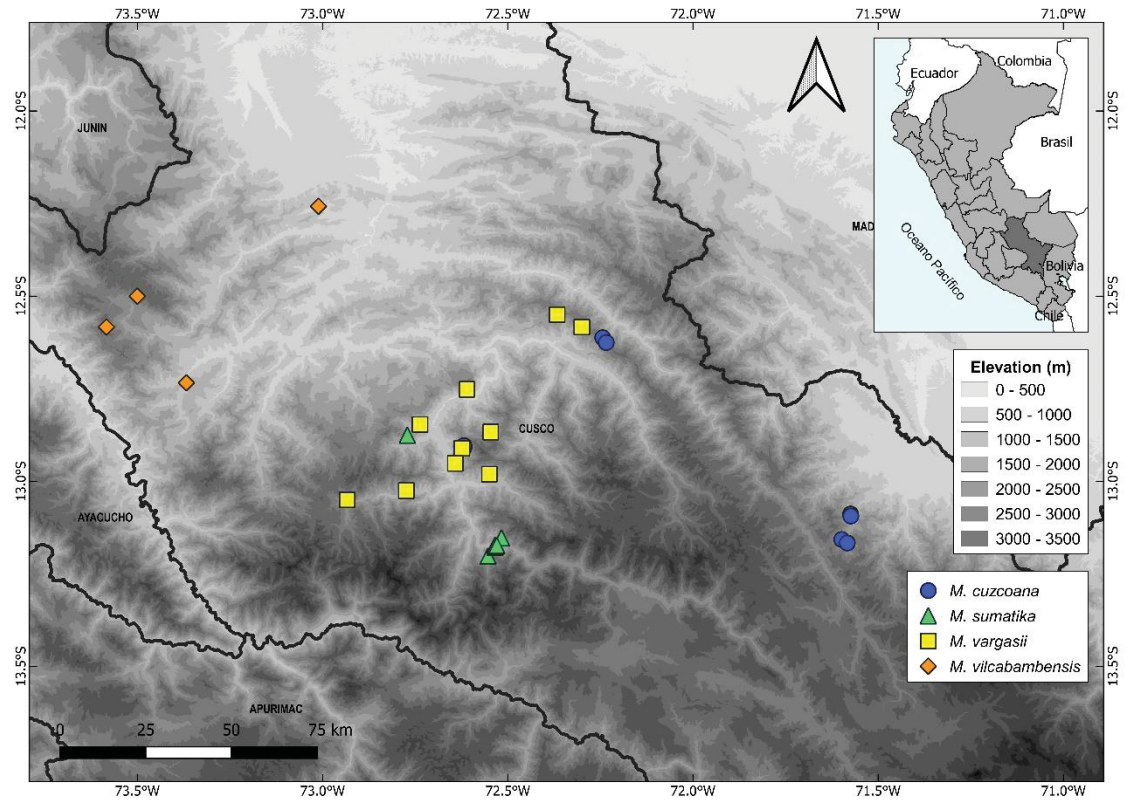 73.5°W 73.0°W 72.5°W 72.0°W 71.5°W 71.0°W
12.0°S 12.0°S
12.5°S 12.5°S
13.0°S 13.0°S
13.5°S 13.5°S
JUNIN
MAD
CUSCO
AYACUCHO
APURIMAC
0 25 50 75 km
Ecuador
Colombia
Brasil
Oceano Pacífico
Bolivia
Chile
Elevation (m)
0 - 500
500 - 1000
1000 - 1500
1500 - 2000
2000 - 2500
2500 - 3000
3000 - 3500
M. cuzcoana
M. sumatika
M. vargasii
M. vilcabambensis
73.5°W 73.0°W 72.5°W 72.0°W 71.5°W 71.0°W